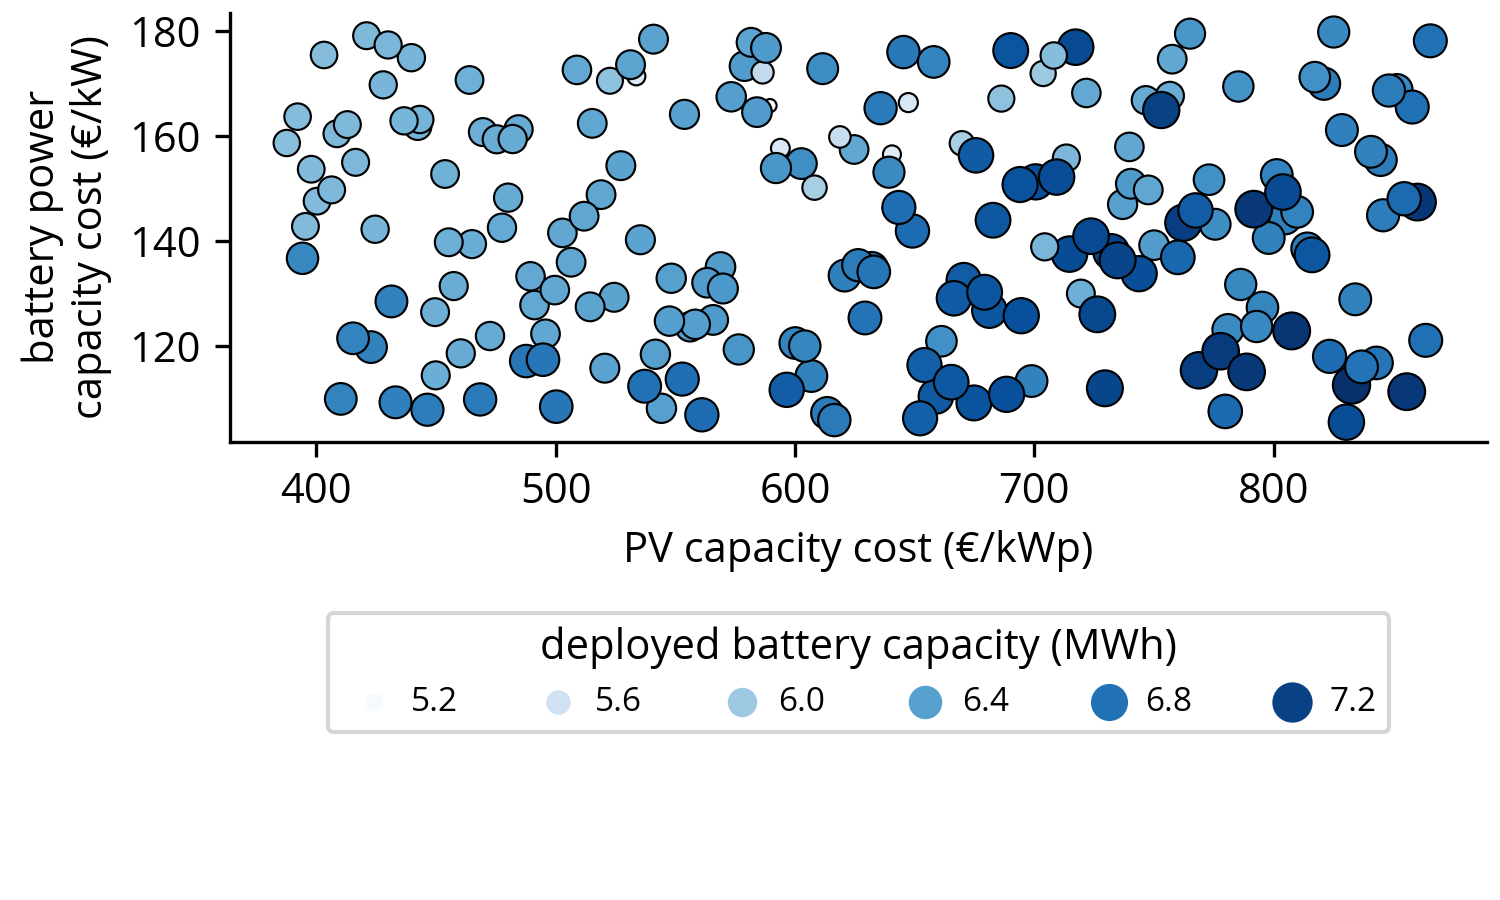 battery power
capacity cost (€/kW)
180
160
140
120
400 500 600 700 800
PV capacity cost (€/kWp)
deployed battery capacity (MWh)
5.2 5.6 6.0 6.4 6.8 7.2